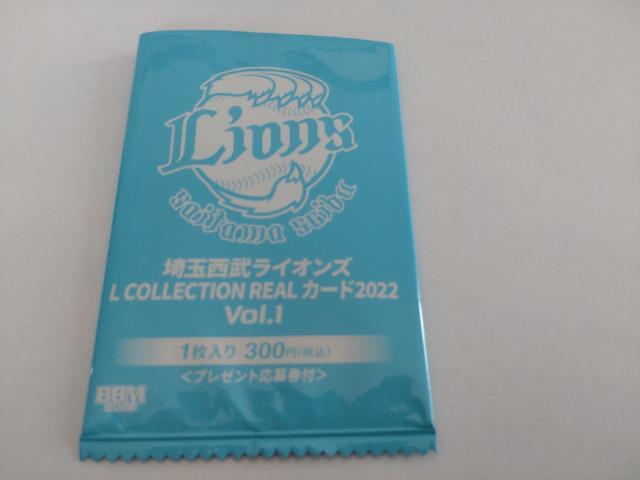 Lions
saitama seibu
埼玉西武ライオンズ
L COLLECTION REAL カード2022
Vol.1
1枚入り 300円(税込)
<プレゼント応募券付>
BBM
2022